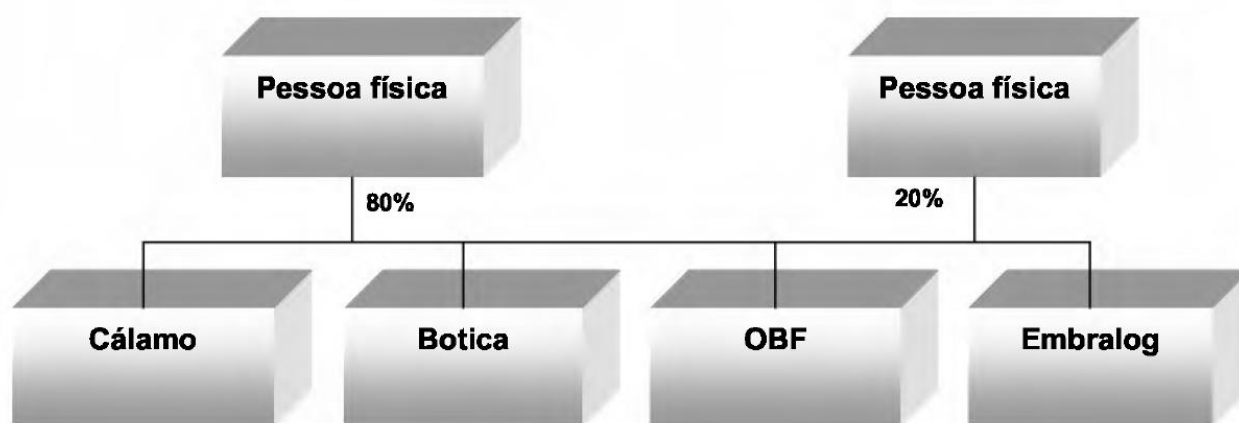 Pessoa física
Pessoa física
80%
20%
Cálamo
Botica
OBF
Embralog